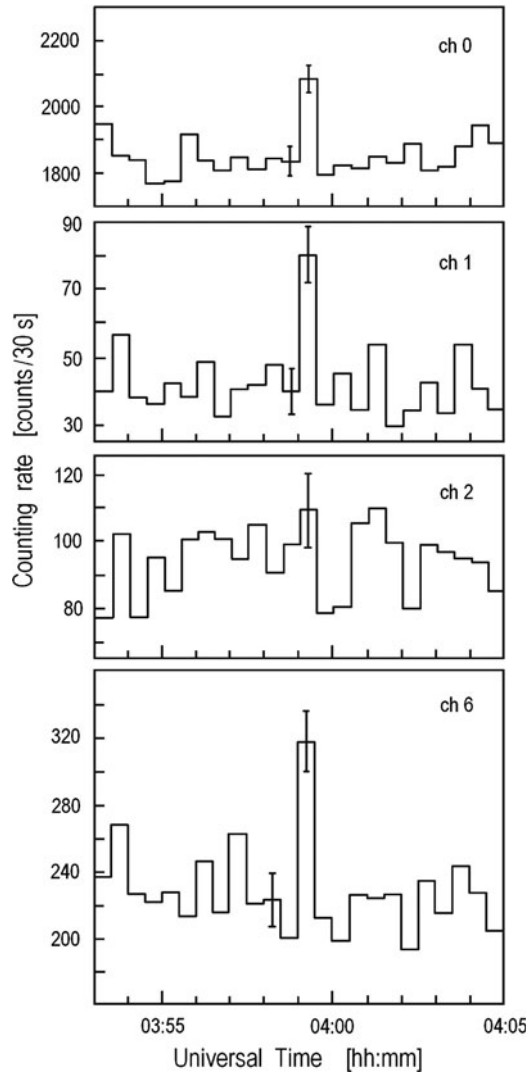 Counting rate [counts/30 s]
ch 0
2200
2000
1800
ch 1
90
70
50
30
ch 2
120
100
80
ch 6
320
280
240
200
03:55 04:00 04:05
Universal Time [hh:mm]